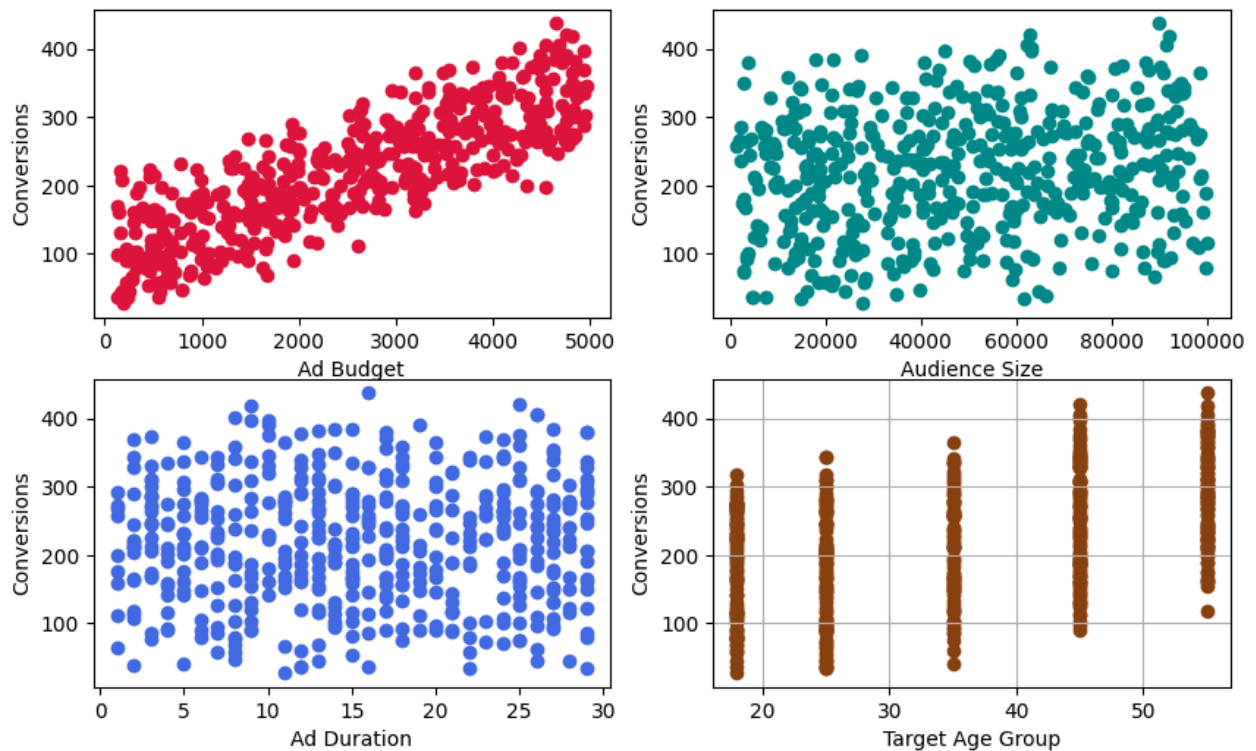 Conversions
400
300
200
100
0 1000 2000 3000 4000 5000
Ad Budget
Conversions
400
300
200
100
0 20000 40000 60000 80000 100000
Audience Size
Conversions
400
300
200
100
0 5 10 15 20 25 30
Ad Duration
Conversions
400
300
200
100
20 30 40 50
Target Age Group